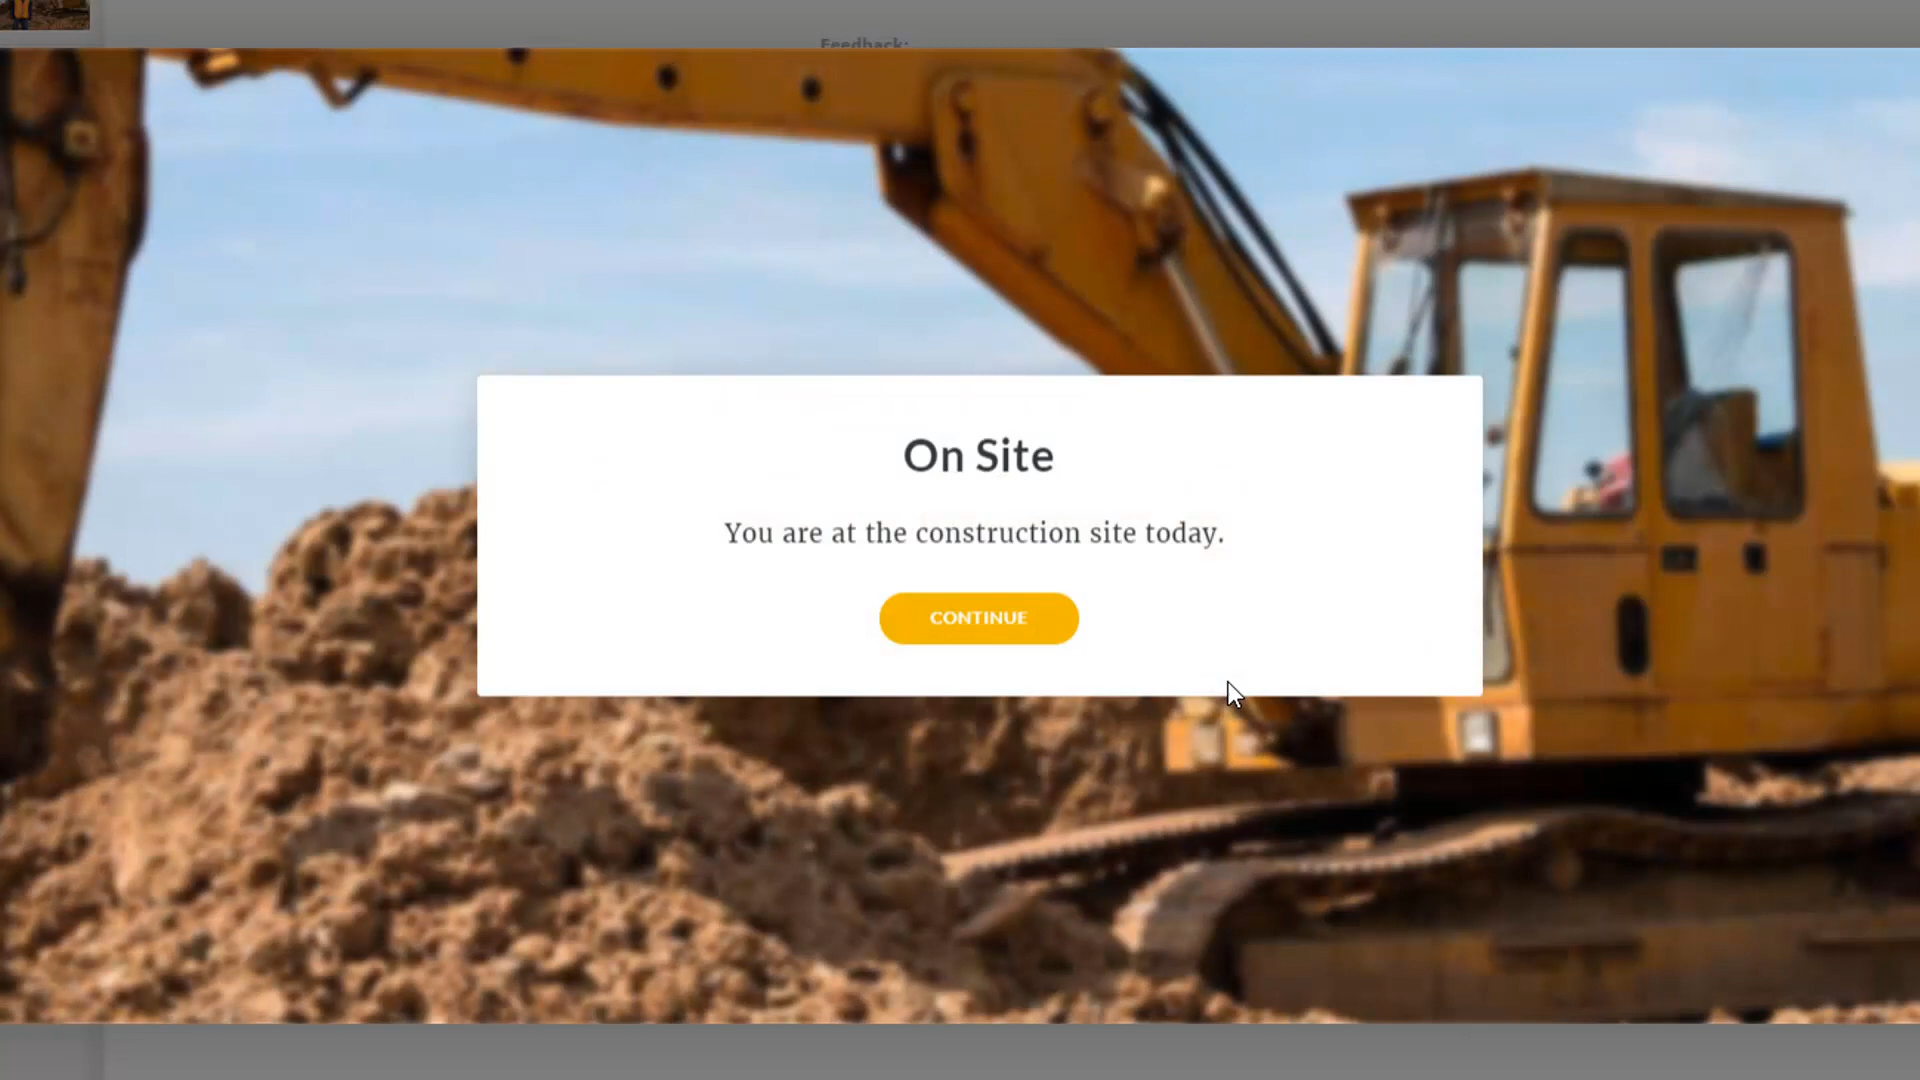 Feedback:
On Site
You are at the construction site today.
CONTINUE